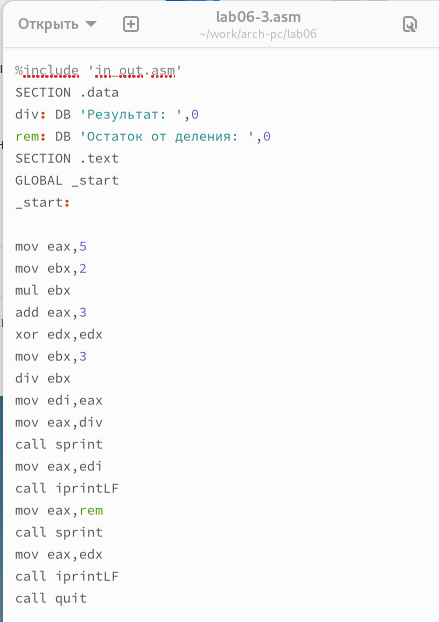 Открыть
lab06-3.asm
~/work/arch-pc/lab06
%include 'in_out.asm'
SECTION .data
div: DB 'Результат: ',0
rem: DB 'Остаток от деления: ',0
SECTION .text
GLOBAL _start
_start:
mov eax,5
mov ebx,2
mul ebx
add eax,3
xor edx,edx
mov ebx,3
div ebx
mov edi,eax
mov eax,div
call sprint
mov eax,edi
call iprintLF
mov eax,rem
call sprint
mov eax,edx
call iprintLF
call quit